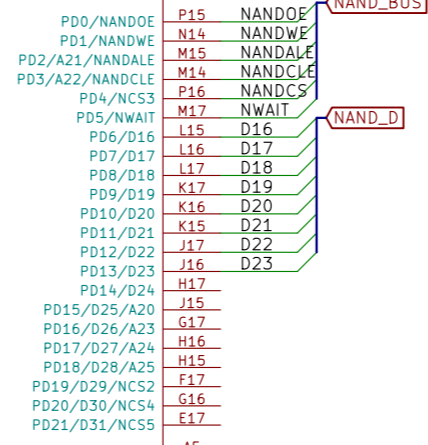 NAND_BUS
PD0/NANDOE P15 NANDOE
PD1/NANDWE N14 NANDWE
PD2/A21/NANDALE M15 NANDALE
PD3/A22/NANDCLE M14 NANDCLE
PD4/NCS3 P16 NANDCS
PD5/NWAIT M17 NWAIT NAND_D
PD6/D16 L15 D16
PD7/D17 L16 D17
PD8/D18 L17 D18
PD9/D19 K17 D19
PD10/D20 K16 D20
PD11/D21 K15 D21
PD12/D22 J17 D22
PD13/D23 J16 D23
PD14/D24 H17
PD15/D25/A20 J15
PD16/D26/A23 G17
PD17/D27/A24 H16
PD18/D28/A25 H15
PD19/D29/NCS2 F17
PD20/D30/NCS4 G16
PD21/D31/NCS5 E17